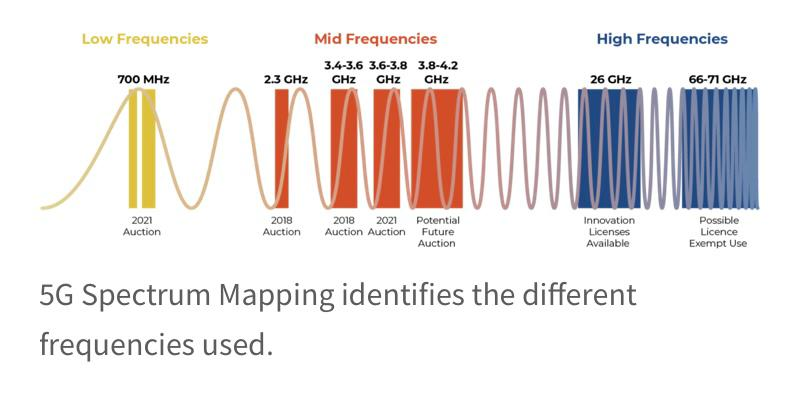 Low Frequencies
Mid Frequencies
High Frequencies
700 MHz
2.3 GHz
3.4-3.6
GHz
3.6-3.8
GHz
3.8-4.2
GHz
26 GHz
66-71 GHz
2021
Auction
2018
Auction
2018
Auction
2021
Auction
Potential
Future
Auction
Innovation
Licenses
Available
Possible
Licence
Exempt Use
5G Spectrum Mapping identifies the different
frequencies used.